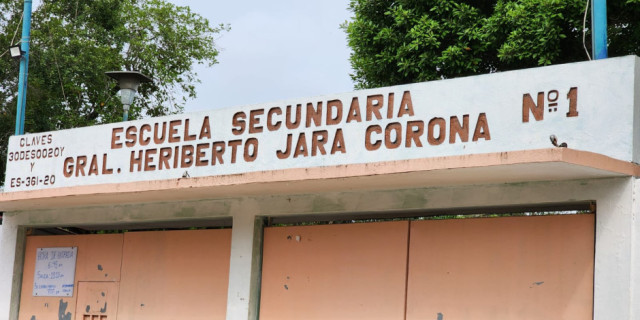 CLAVES
30DES0020Y
Y
ES-361-20
ESCUELA SECUNDARIA
GRAL. HERIBERTO JARA CORONA
Nº 1